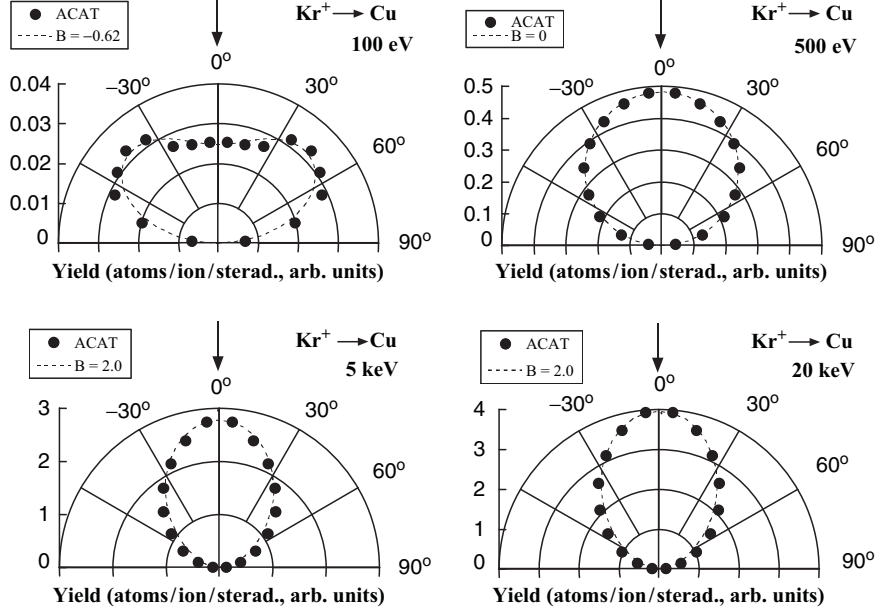 ACAT
B = −0.62
Kr⁺ → Cu
100 eV
0°
−30°
30°
60°
90°
0.04
0.03
0.02
0.01
0
Yield (atoms/ion/sterad., arb. units)
ACAT
B = 0
Kr⁺ → Cu
500 eV
0°
−30°
30°
60°
90°
0.5
0.4
0.3
0.2
0.1
0
Yield (atoms/ion/sterad., arb. units)
ACAT
B = 2.0
Kr⁺ → Cu
5 keV
0°
−30°
30°
60°
90°
3
2
1
0
Yield (atoms/ion/sterad., arb. units)
ACAT
B = 2.0
Kr⁺ → Cu
20 keV
0°
−30°
30°
60°
90°
4
3
2
1
0
Yield (atoms/ion/sterad., arb. units)